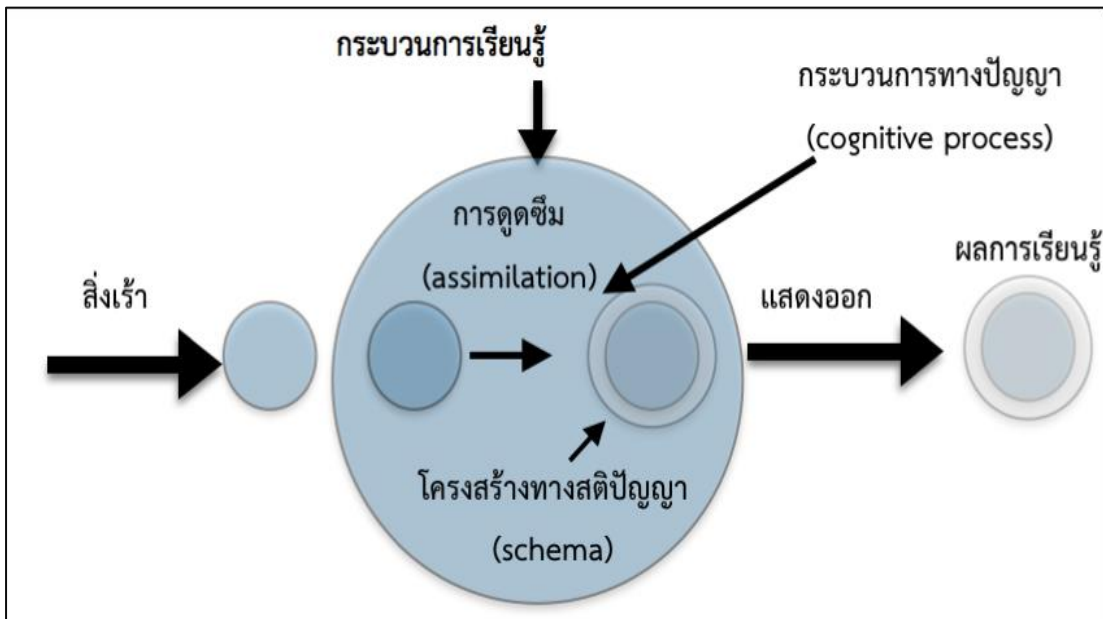 กระบวนการเรียนรู้
กระบวนการทางปัญญา
(cognitive process)
การดูดซึม
(assimilation)
ผลการเรียนรู้
สิ่งเร้า
แสดงออก
โครงสร้างทางสติปัญญา
(schema)